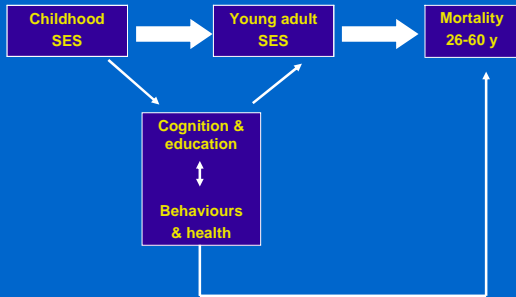 Childhood
SES
Young adult
SES
Mortality
26-60 y
Cognition &
education
Behaviours
& health